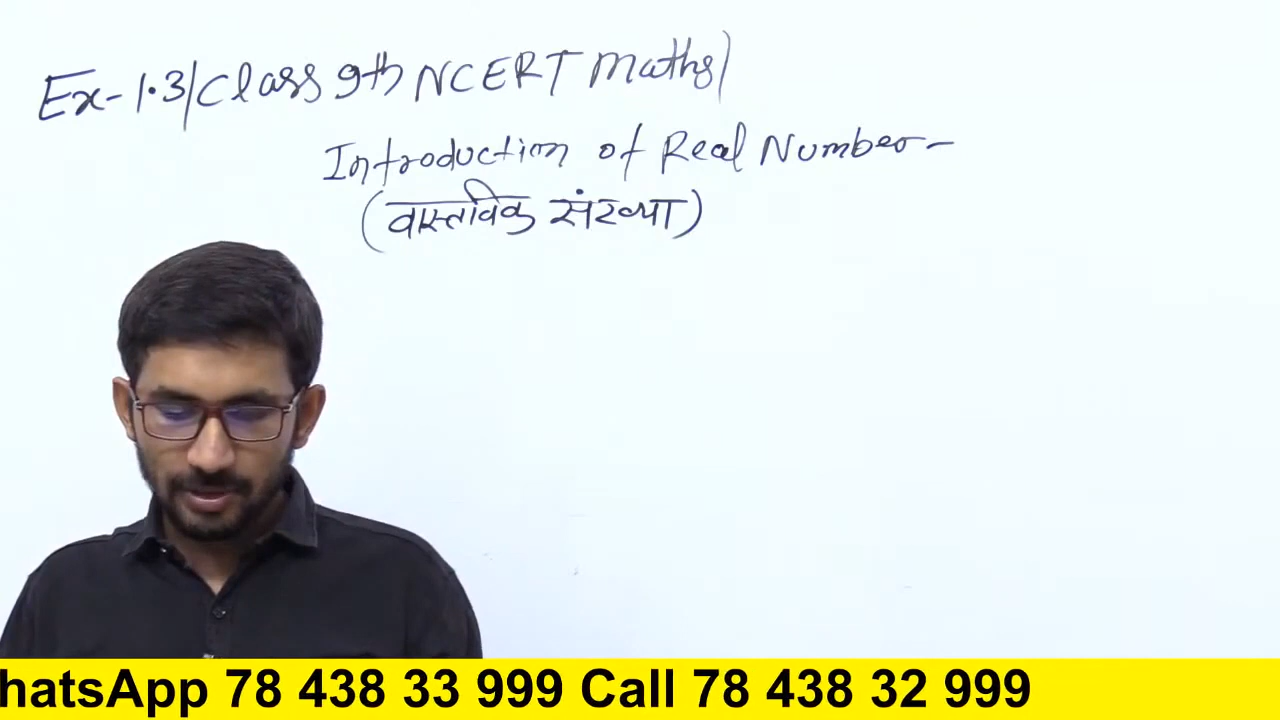 Ex-1.3/Class 9th NCERT Maths/
Introduction of Real Number-
(वास्तविक संख्या)
hatsApp 78 438 33 999 Call 78 438 32 999